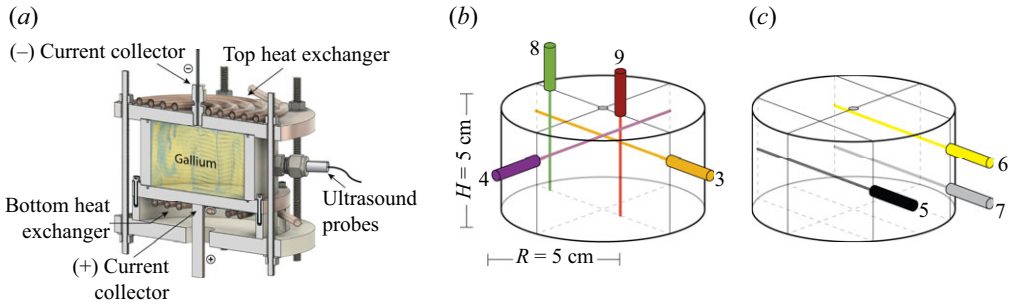 (a)
(–) Current collector
Top heat exchanger
Gallium
Ultrasound
probes
Bottom heat
exchanger
(+) Current
collector
(b)
8
9
4
3
H = 5 cm
R = 5 cm
(c)
6
5
7